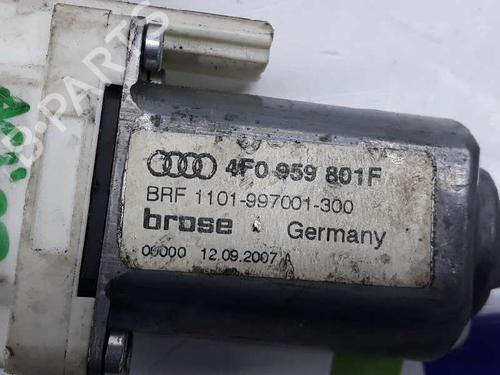 4F0 959 801F
BRF 1101-997001-300
brose Germany
00000 12.09.2007 A
B-PARTS